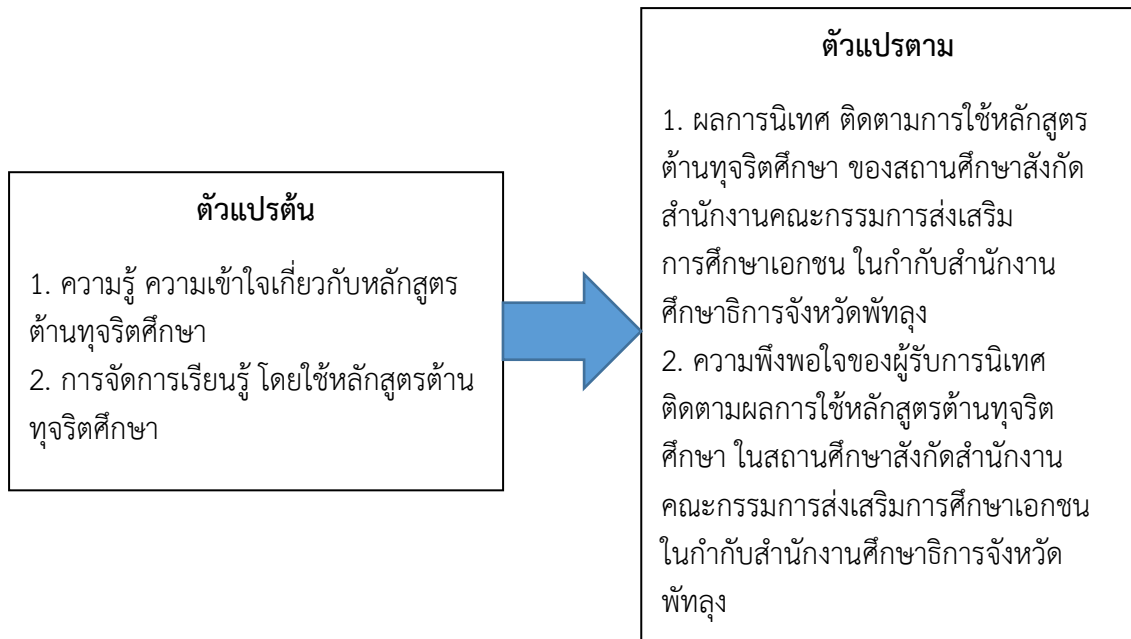 ตัวแปรต้น
1. ความรู้ ความเข้าใจเกี่ยวกับหลักสูตร
ต้านทุจริตศึกษา
2. การจัดการเรียนรู้ โดยใช้หลักสูตรต้าน
ทุจริตศึกษา
ตัวแปรตาม
1. ผลการนิเทศ ติดตามการใช้หลักสูตร
ต้านทุจริตศึกษา ของสถานศึกษาสังกัด
สำนักงานคณะกรรมการส่งเสริม
การศึกษาเอกชน ในกำกับสำนักงาน
ศึกษาธิการจังหวัดพัทลุง
2. ความพึงพอใจของผู้รับการนิเทศ
ติดตามผลการใช้หลักสูตรต้านทุจริต
ศึกษา ในสถานศึกษาสังกัดสำนักงาน
คณะกรรมการส่งเสริมการศึกษาเอกชน
ในกำกับสำนักงานศึกษาธิการจังหวัด
พัทลุง